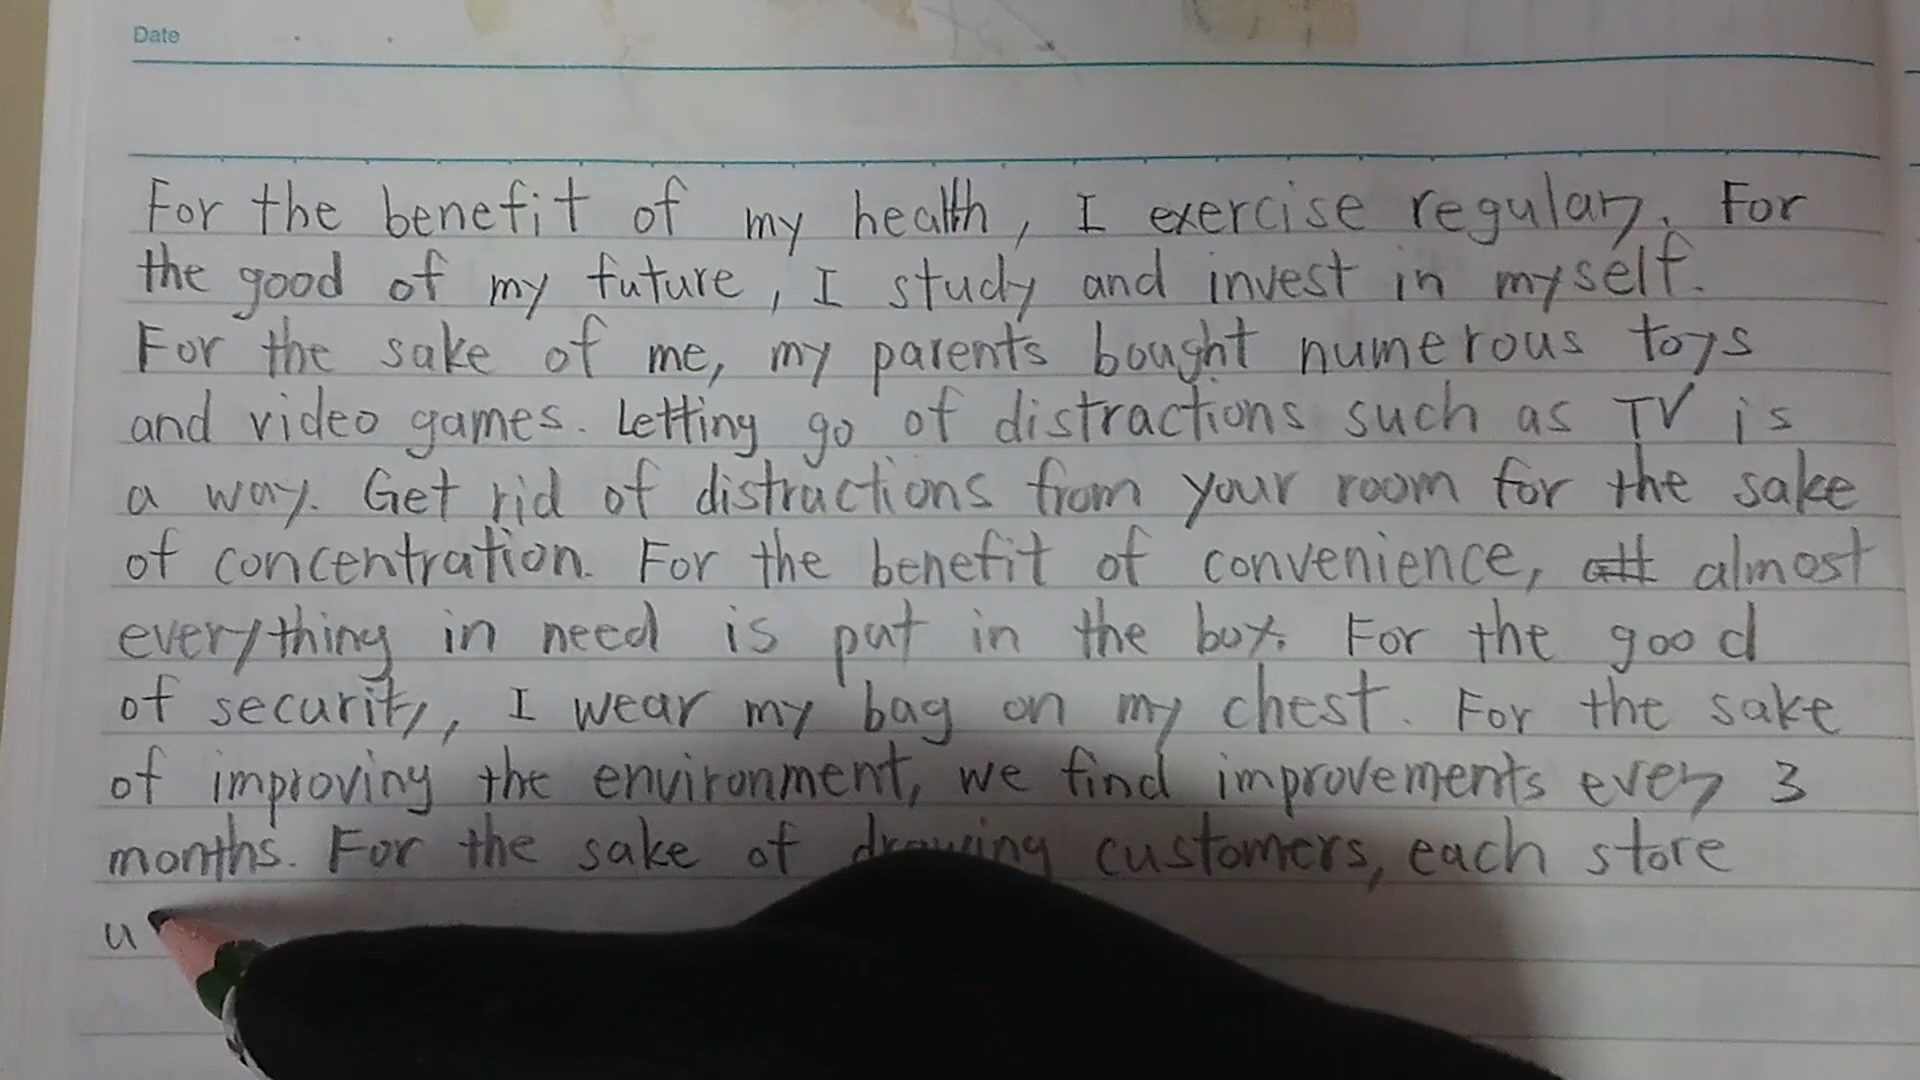 Date
For the benefit of my health, I exercise regulary. For
the good of my future, I study and invest in myself.
For the sake of me, my parents bought numerous toys
and video games. Letting go of distractions such as TV is
a way. Get rid of distractions from your room for the sake
of concentration. For the benefit of convenience, almost
everything in need is put in the box. For the good
of security, I wear my bag on my chest. For the sake
of improving the environment, we find improvements every 3
months. For the sake of drawing customers, each store
u